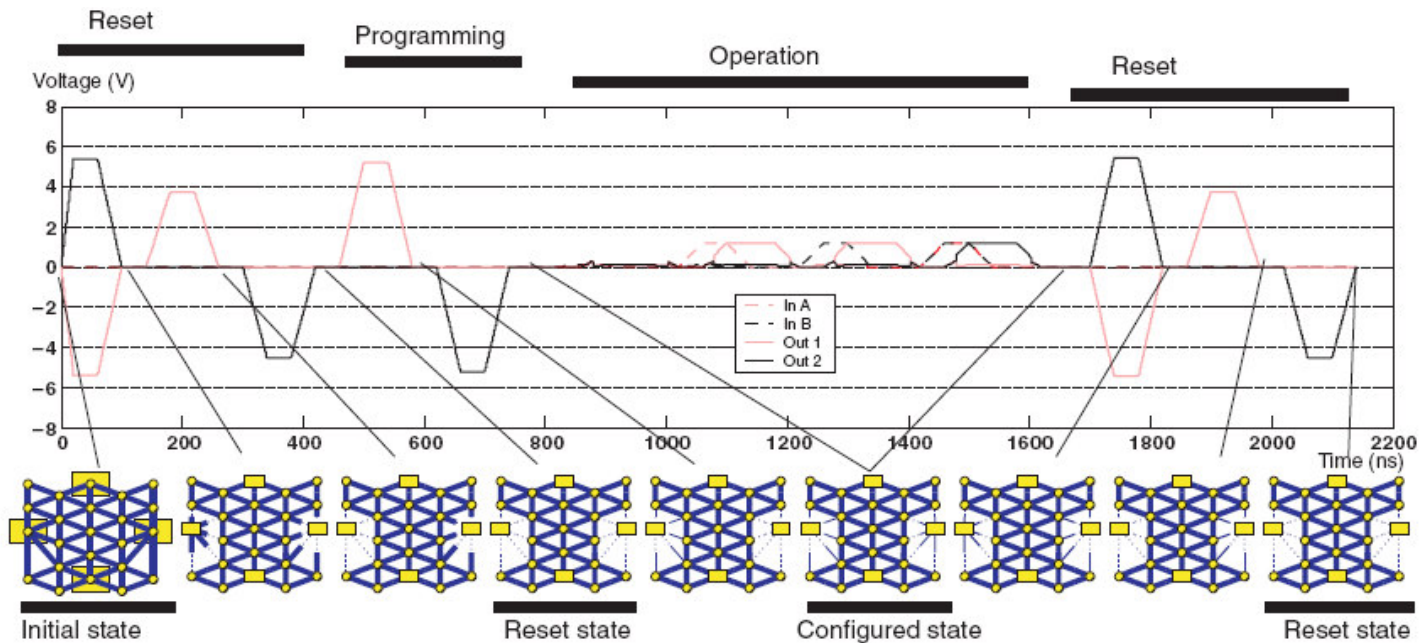 Reset
Programming
Operation
Reset
Voltage (V)
8
6
4
2
0
−2
−4
−6
−8
In A
In B
Out 1
Out 2
0 200 400 600 800 1000 1200 1400 1600 1800 2000 2200
Time (ns)
Initial state Reset state Configured state Reset state